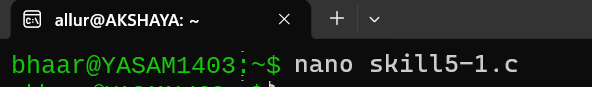 allur@AKSHAYA: ~
bhaar@YASAM1403:~$ nano skill5-1.c